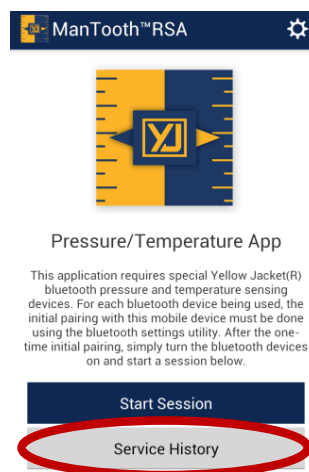 ManTooth™RSA
YJ
Pressure/Temperature App
This application requires special Yellow Jacket(R)
bluetooth pressure and temperature sensing
devices. For each bluetooth device being used, the
initial pairing with this mobile device must be done
using the bluetooth settings utility. After the one-
time initial pairing, simply turn the bluetooth devices
on and start a session below.
Start Session
Service History